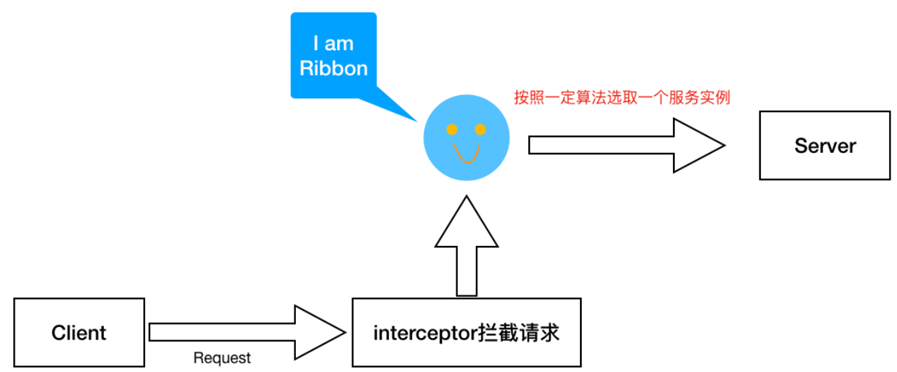 I am
Ribbon
按照一定算法选取一个服务实例
Server
Client
Request
interceptor拦截请求